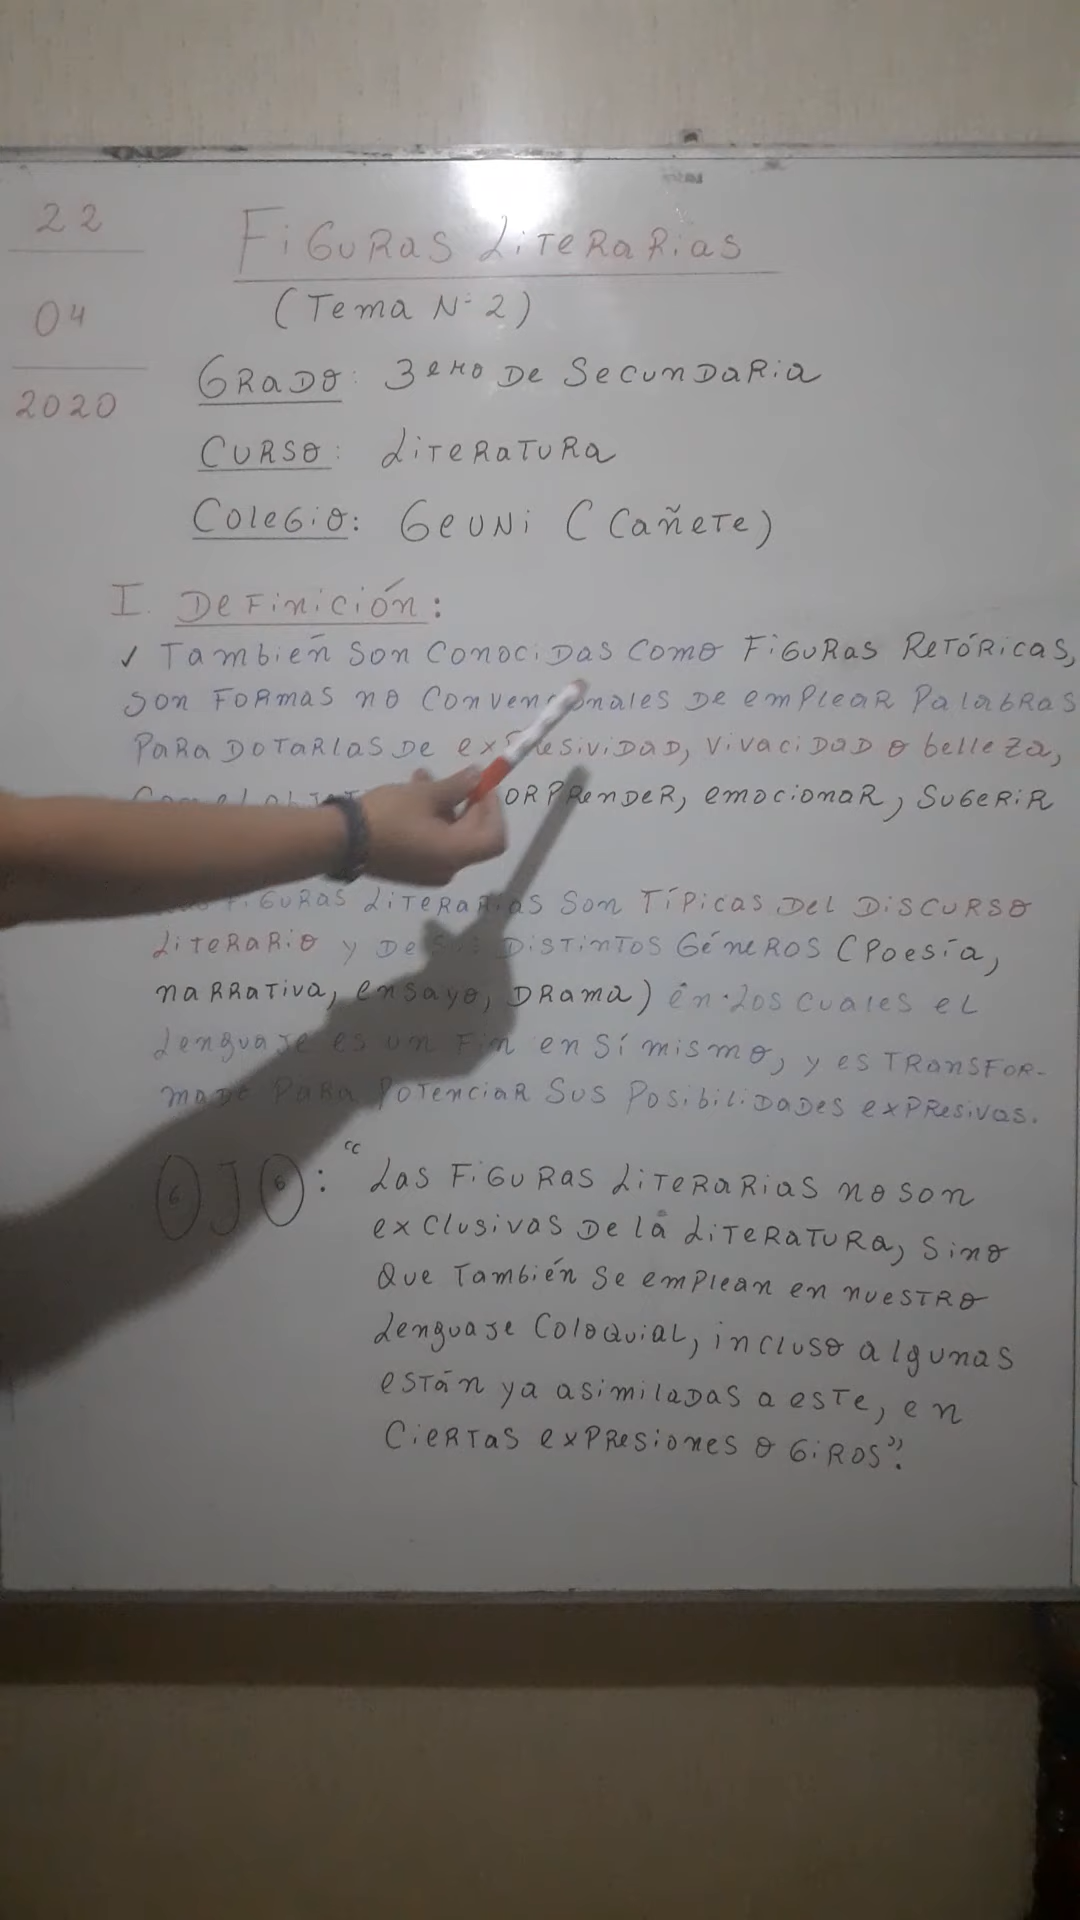 22
04
2020
Figuras Literarias
(Tema N° 2)
Grado: 3ero de Secundaria
Curso: Literatura
Colegio: Geuni (Cañete)
I. Definición:
✓ También son conocidas como Figuras Retóricas,
son formas no convencionales de emplear palabras
para dotarlas de expresividad, vivacidad o belleza,
Con el orprender, emocionar, sugerir
Figuras Literarias son típicas del discurso
literario y de sus distintos géneros (poesía,
narrativa, ensayo, drama) en los cuales el
lenguaje es un fin en sí mismo, y es transfor-
mado para potenciar sus posibilidades expresivas.
OJO: "Las Figuras Literarias no son
exclusivas de la Literatura, sino
que también se emplean en nuestro
lenguaje coloquial, incluso algunas
están ya asimiladas a este, en
ciertas expresiones o giros".